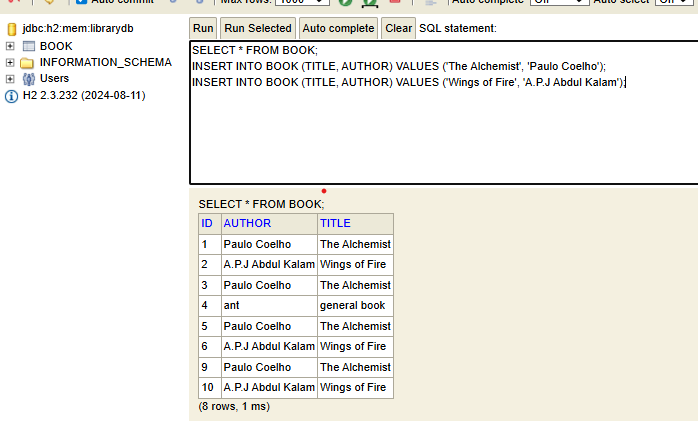 Auto commit Max rows: 1000 Auto complete Off Auto select On
jdbc:h2:mem:librarydb
BOOK
INFORMATION_SCHEMA
Users
H2 2.3.232 (2024-08-11)
Run Run Selected Auto complete Clear SQL statement:
SELECT * FROM BOOK;
INSERT INTO BOOK (TITLE, AUTHOR) VALUES ('The Alchemist', 'Paulo Coelho');
INSERT INTO BOOK (TITLE, AUTHOR) VALUES ('Wings of Fire', 'A.P.J Abdul Kalam');
SELECT * FROM BOOK;
ID AUTHOR TITLE
1 Paulo Coelho The Alchemist
2 A.P.J Abdul Kalam Wings of Fire
3 Paulo Coelho The Alchemist
4 ant general book
5 Paulo Coelho The Alchemist
6 A.P.J Abdul Kalam Wings of Fire
9 Paulo Coelho The Alchemist
10 A.P.J Abdul Kalam Wings of Fire
(8 rows, 1 ms)